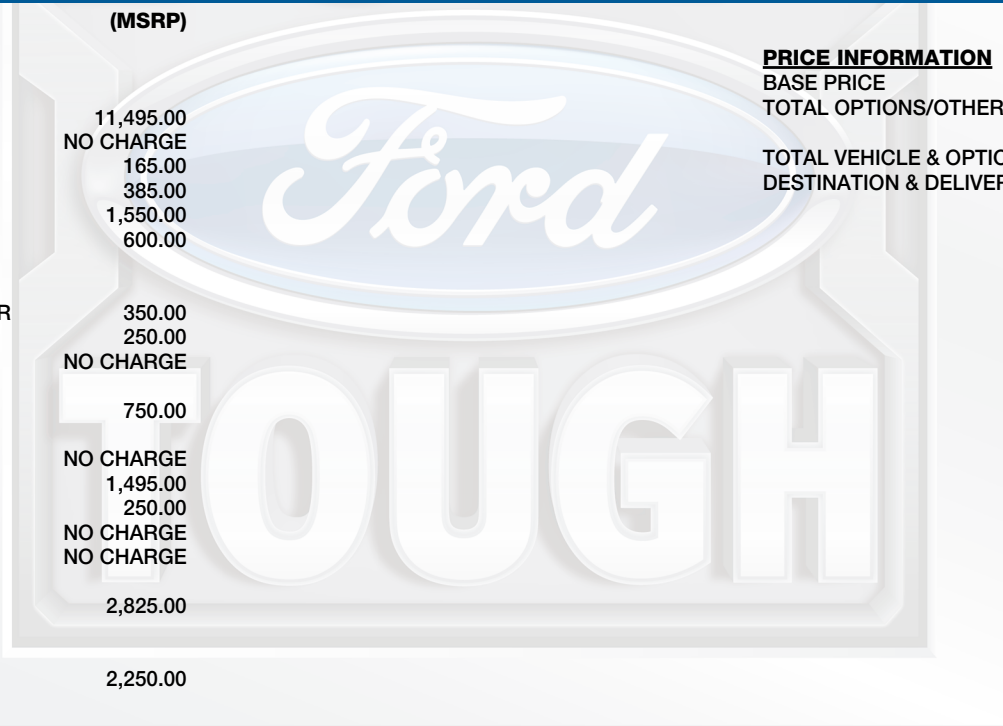 (MSRP)
11,495.00
NO CHARGE
165.00
385.00
1,550.00
600.00
R 350.00
250.00
NO CHARGE
750.00
NO CHARGE
1,495.00
250.00
NO CHARGE
NO CHARGE
2,825.00
2,250.00
PRICE INFORMATION
BASE PRICE
TOTAL OPTIONS/OTHER
TOTAL VEHICLE & OPTIO
DESTINATION & DELIVER
Ford
TOUGH